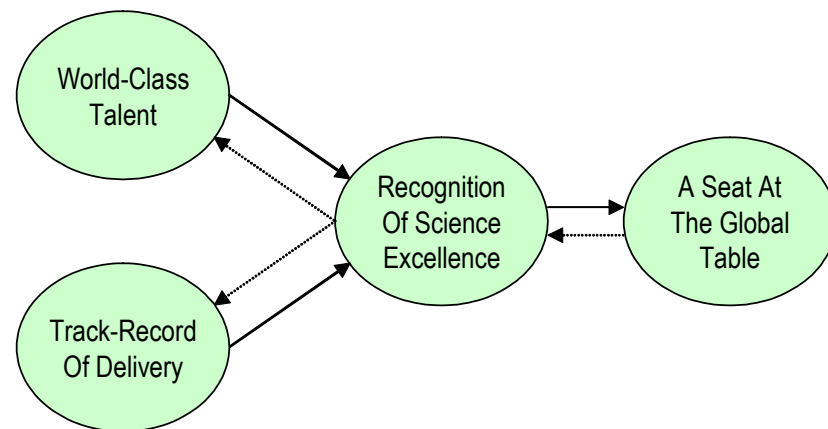 World-Class
Talent
Recognition
Of Science
Excellence
A Seat At
The Global
Table
Track-Record
Of Delivery